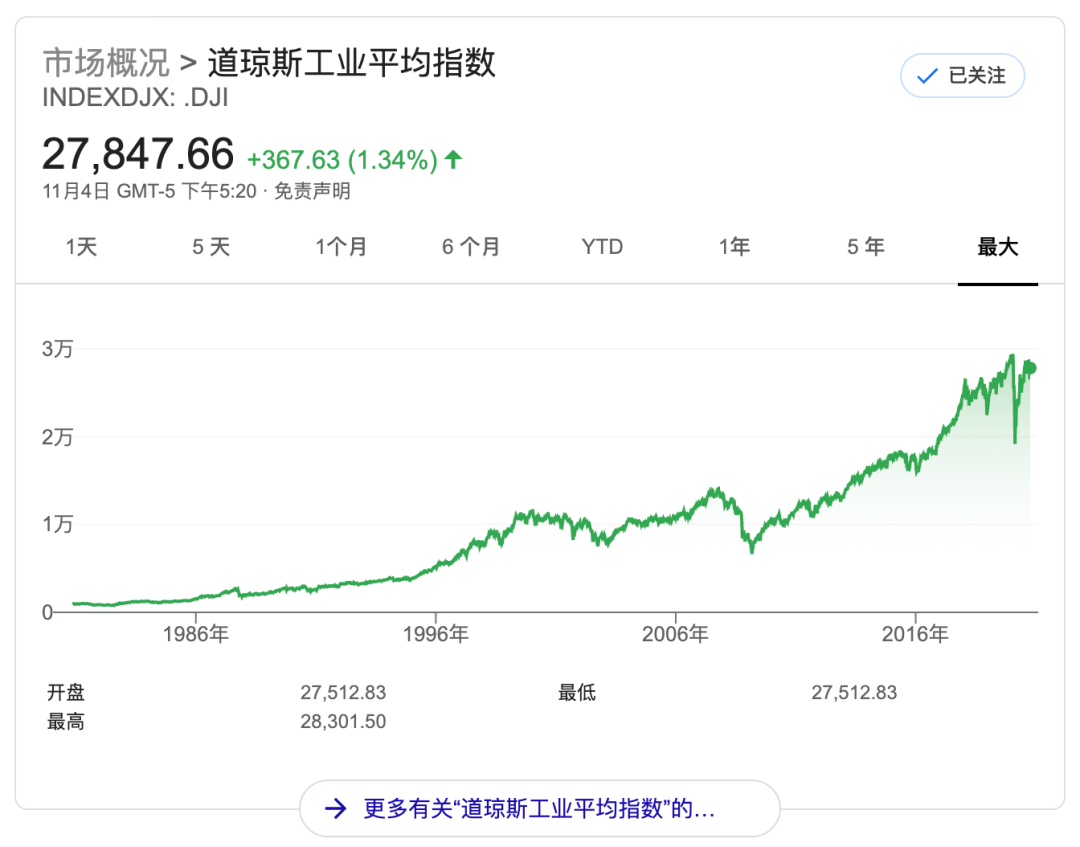 市场概况 > 道琼斯工业平均指数
已关注
INDEXDJX: .DJI
27,847.66 +367.63 (1.34%)↑
11月4日 GMT-5 下午5:20 · 免责声明
1天 5 天 1个月 6 个月 YTD 1年 5 年 最大
3万
2万
1万
0
1986年 1996年 2006年 2016年
开盘 27,512.83 最低 27,512.83
最高 28,301.50
→ 更多有关“道琼斯工业平均指数”的…